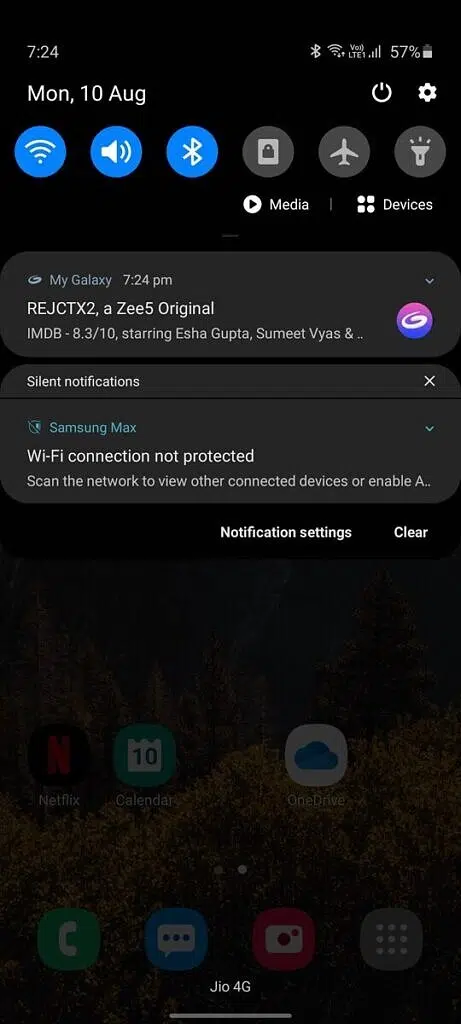 7:24
Vo))
LTE1
57%
Mon, 10 Aug
Media
Devices
My Galaxy 7:24 pm
REJCTX2, a Zee5 Original
IMDB - 8.3/10, starring Esha Gupta, Sumeet Vyas & ..
Silent notifications
Samsung Max
Wi-Fi connection not protected
Scan the network to view other connected devices or enable A..
Notification settings
Clear
N
10
Netflix
Calendar
OneDrive
Jio 4G